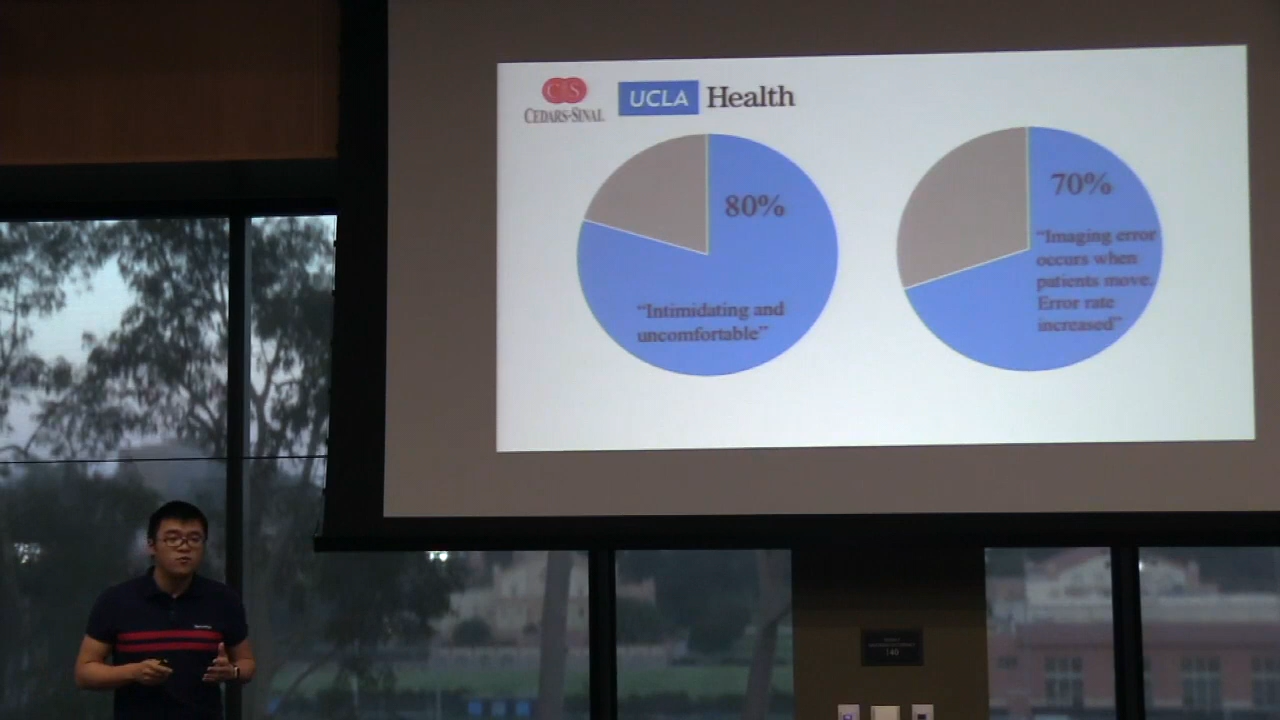 CS
CEDARS-SINAI
UCLA Health
80%
"Intimidating and
uncomfortable"
70%
"Imaging error
occurs when
patients move.
Error rate
increased"
140